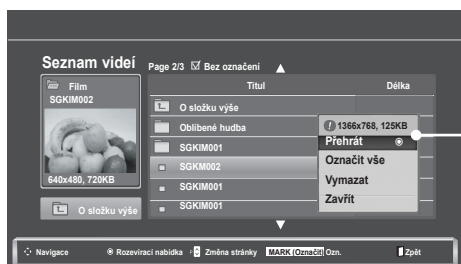 Seznam videí
Page 2/3 ☑ Bez označení
Film
SGKIM002
640x480, 720KB
O složku výše
Titul
Délka
O složku výše
Oblíbené hudba
SGKIM001
SGKM002
SGKIM001
SGKIM001
1366x768, 125KB
Přehrát
Označit vše
Vymazat
Zavřít
Navigace
Rozevírací nabídka
Změna stránky
MARK (Označit) Ozn.
Zpět